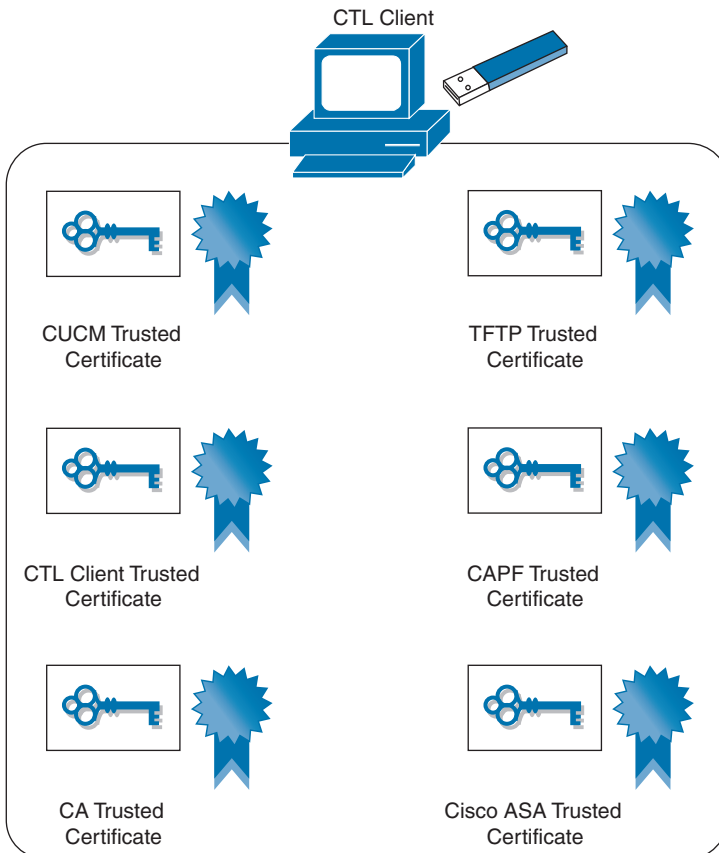 CTL Client
CUCM Trusted
Certificate
TFTP Trusted
Certificate
CTL Client Trusted
Certificate
CAPF Trusted
Certificate
CA Trusted
Certificate
Cisco ASA Trusted
Certificate